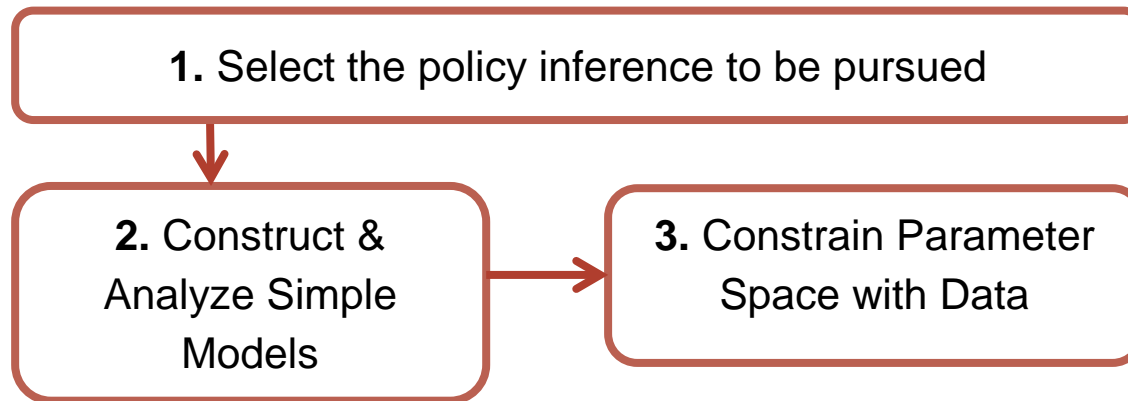 1. Select the policy inference to be pursued
2. Construct &
Analyze Simple
Models
3. Constrain Parameter
Space with Data